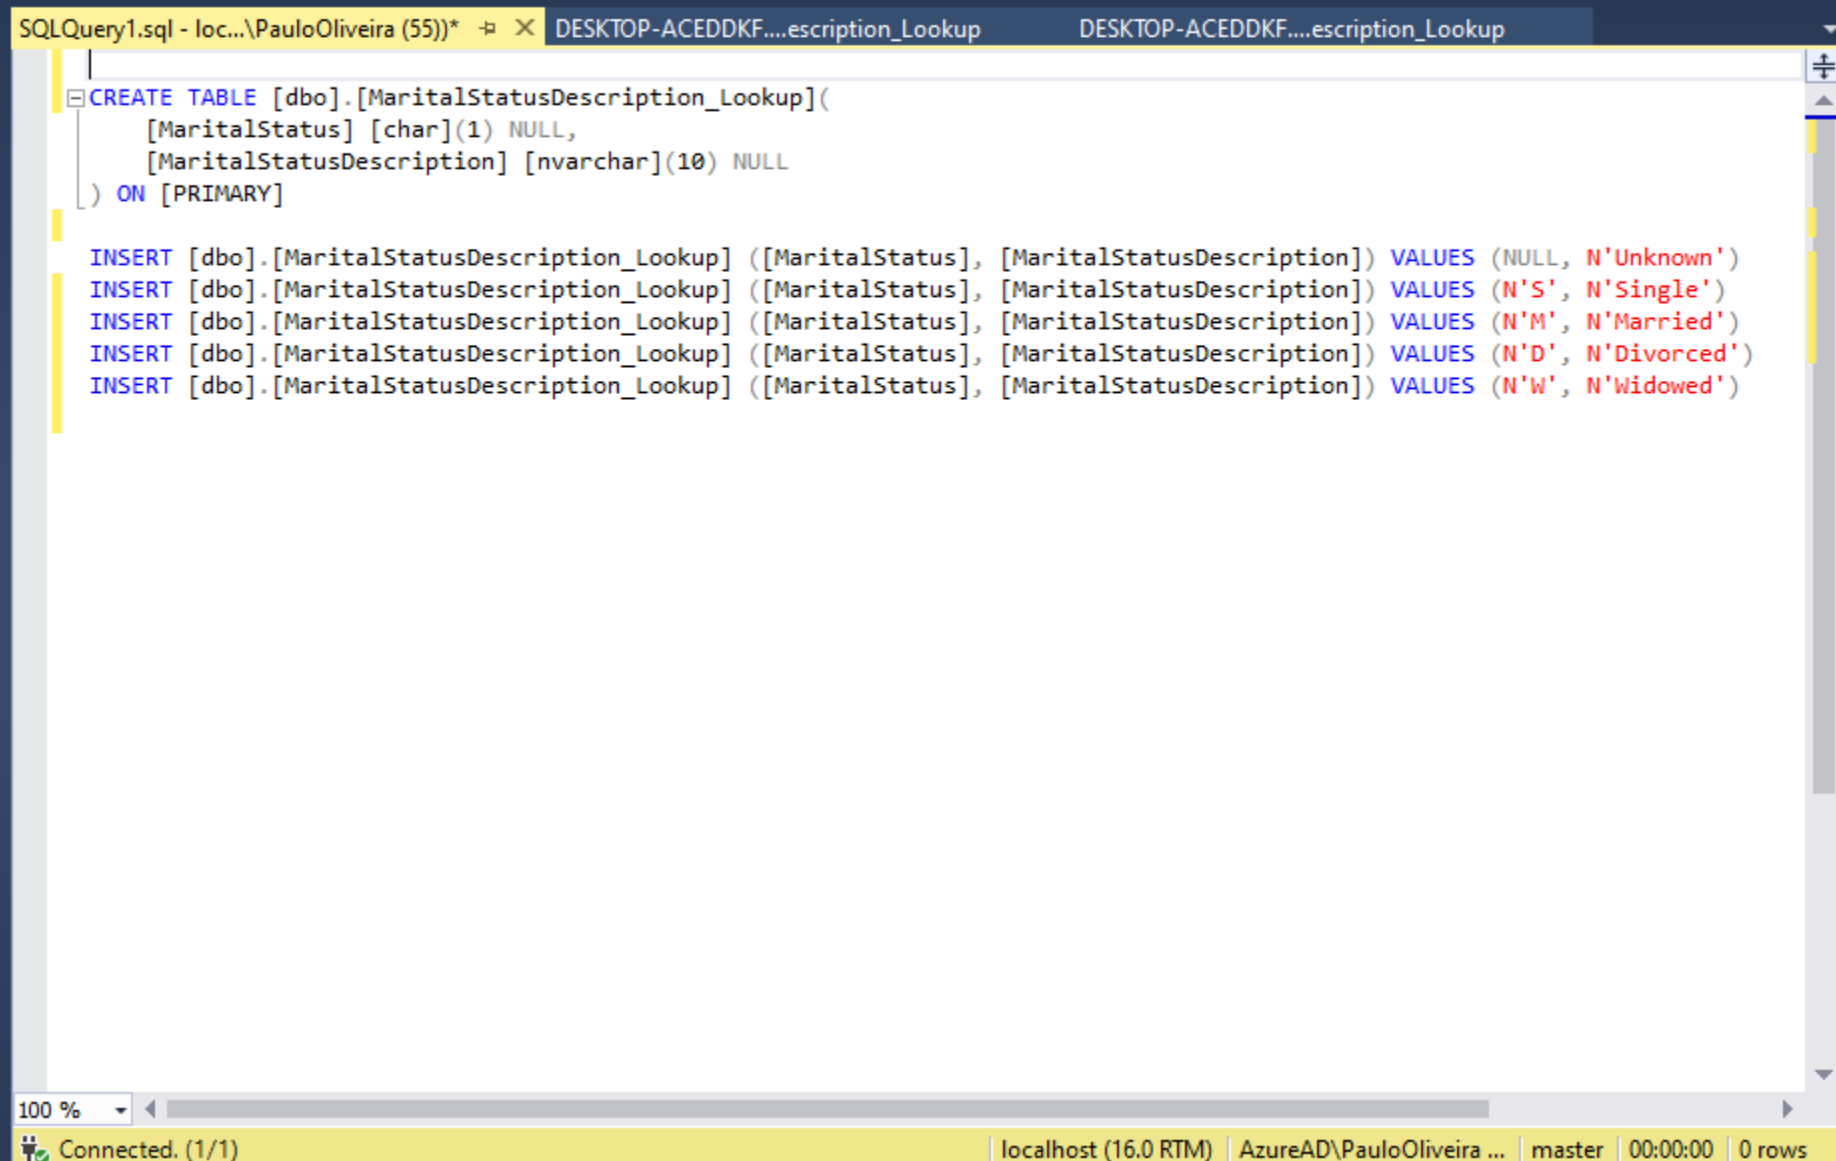 SQLQuery1.sql - loc...\PauloOliveira (55))* DESKTOP-ACEDDKF....escription_Lookup DESKTOP-ACEDDKF....escription_Lookup
CREATE TABLE [dbo].[MaritalStatusDescription_Lookup](
[MaritalStatus] [char](1) NULL,
[MaritalStatusDescription] [nvarchar](10) NULL
) ON [PRIMARY]
INSERT [dbo].[MaritalStatusDescription_Lookup] ([MaritalStatus], [MaritalStatusDescription]) VALUES (NULL, N'Unknown')
INSERT [dbo].[MaritalStatusDescription_Lookup] ([MaritalStatus], [MaritalStatusDescription]) VALUES (N'S', N'Single')
INSERT [dbo].[MaritalStatusDescription_Lookup] ([MaritalStatus], [MaritalStatusDescription]) VALUES (N'M', N'Married')
INSERT [dbo].[MaritalStatusDescription_Lookup] ([MaritalStatus], [MaritalStatusDescription]) VALUES (N'D', N'Divorced')
INSERT [dbo].[MaritalStatusDescription_Lookup] ([MaritalStatus], [MaritalStatusDescription]) VALUES (N'W', N'Widowed')
100 %
Connected. (1/1) localhost (16.0 RTM) AzureAD\PauloOliveira ... master 00:00:00 0 rows